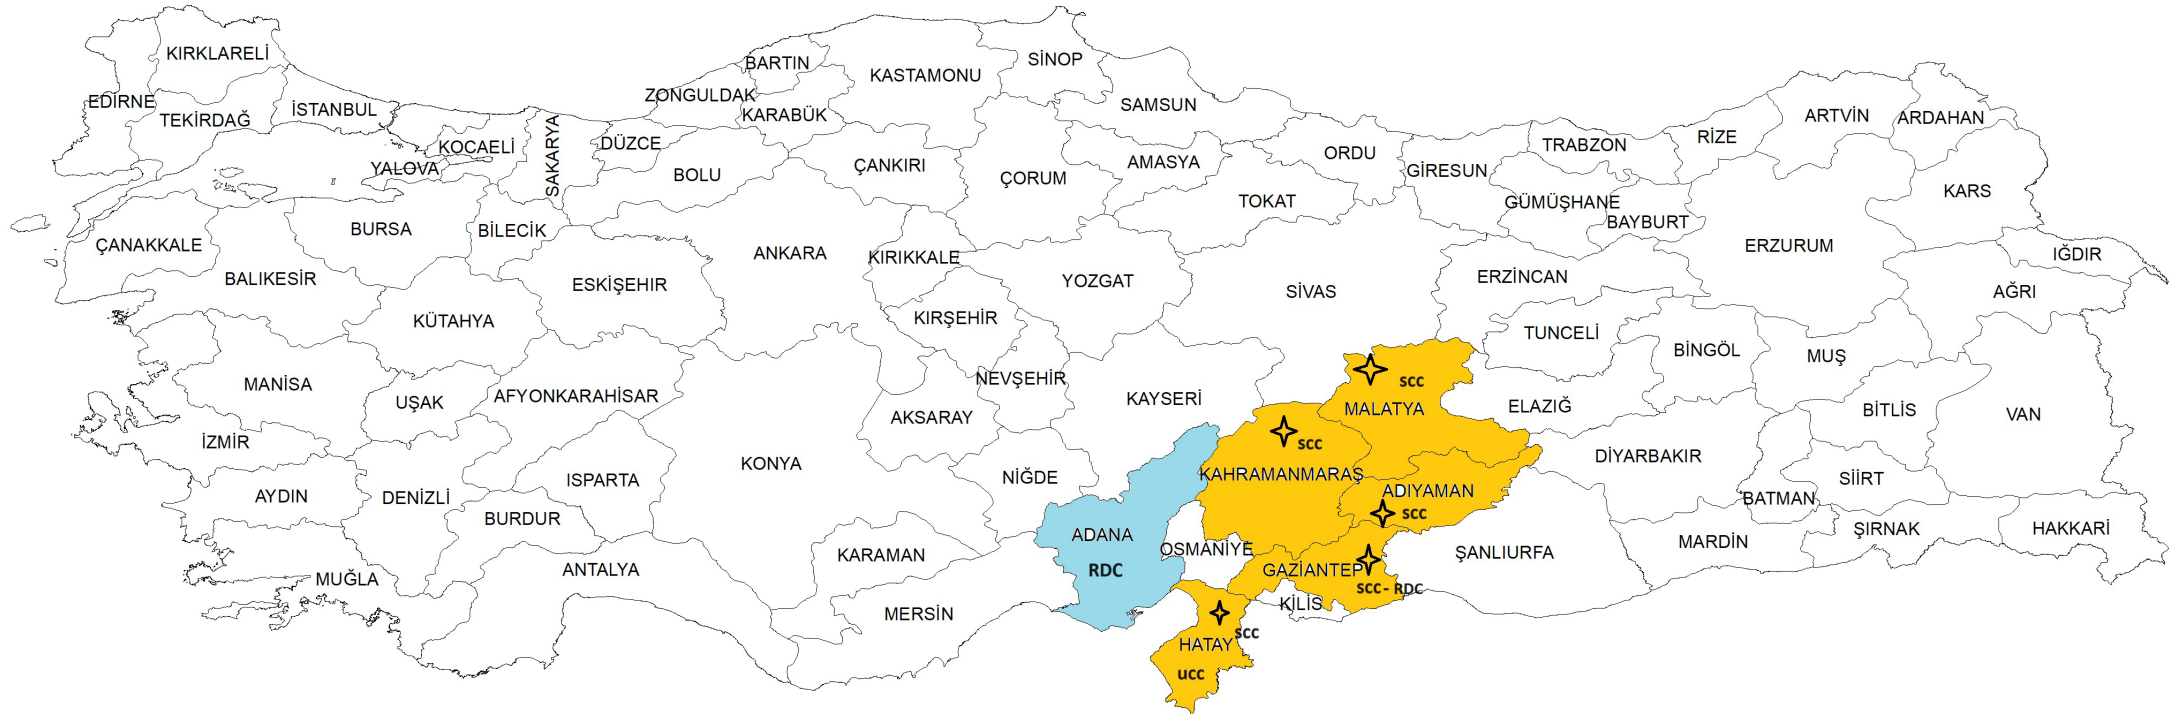 KIRKLARELİ
EDİRNE
TEKİRDAĞ
İSTANBUL
KOCAELİ
YALOVA
SAKARYA
DÜZCE
ZONGULDAK
BARTIN
KARABÜK
KASTAMONU
SİNOP
SAMSUN
BOLU
ÇANKIRI
ÇORUM
AMASYA
TOKAT
ORDU
GİRESUN
TRABZON
RİZE
ARTVİN
ARDAHAN
GÜMÜŞHANE
BAYBURT
KARS
ÇANAKKALE
BALIKESİR
BURSA
BİLECİK
ESKİŞEHIR
ANKARA
KIRIKKALE
YOZGAT
SİVAS
ERZİNCAN
ERZURUM
IĞDIR
AĞRI
KÜTAHYA
KIRŞEHİR
TUNCELİ
BİNGÖL
MUŞ
MANİSA
UŞAK
AFYONKARAHİSAR
AKSARAY
NEVŞEHİR
KAYSERİ
SCC
MALATYA
ELAZIĞ
BİTLİS
VAN
İZMİR
KONYA
SCC
KAHRAMANMARAŞ
DİYARBAKIR
AYDIN
DENİZLİ
ISPARTA
NİĞDE
ADIYAMAN
SCC
SİİRT
BATMAN
BURDUR
ADANA
RDC
OSMANİYE
GAZİANTEP
SCC- RDC
ŞANLIURFA
MARDİN
ŞIRNAK
HAKKARİ
MUĞLA
ANTALYA
KARAMAN
MERSİN
KİLİS
SCC
HATAY
UCC